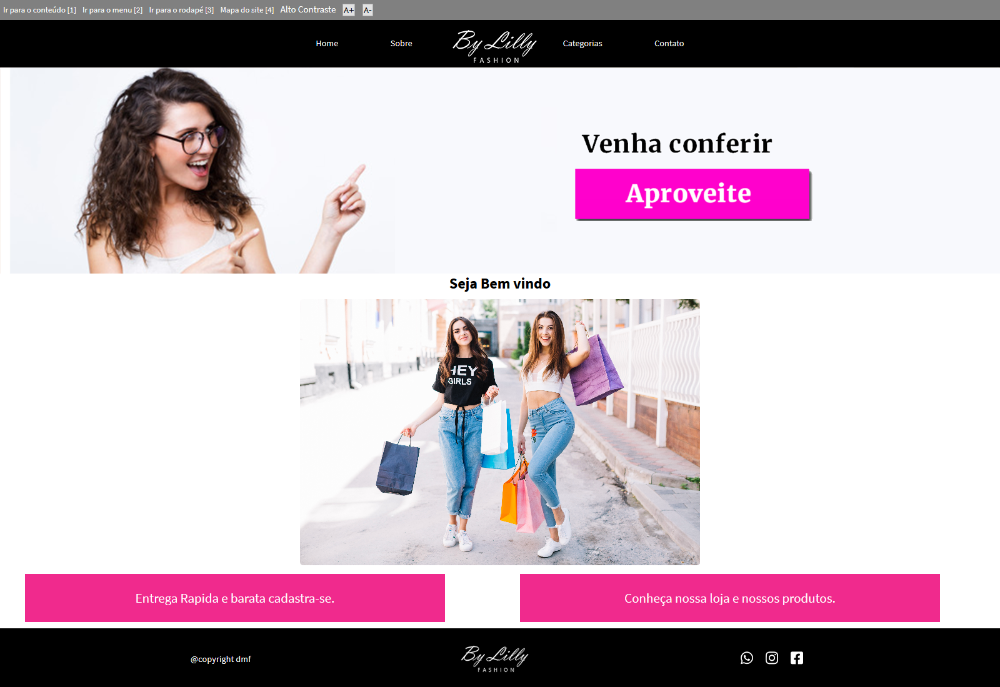 Ir para o conteúdo [1] Ir para o menu [2] Ir para o rodapé [3] Mapa do site [4] Alto Contraste A+ A-
Home Sobre By Lilly FASHION Categorias Contato
Venha conferir
Aproveite
Seja Bem vindo
HEY
GIRLS
Entrega Rapida e barata cadastra-se. Conheça nossa loja e nossos produtos.
@copyright dmf By Lilly FASHION